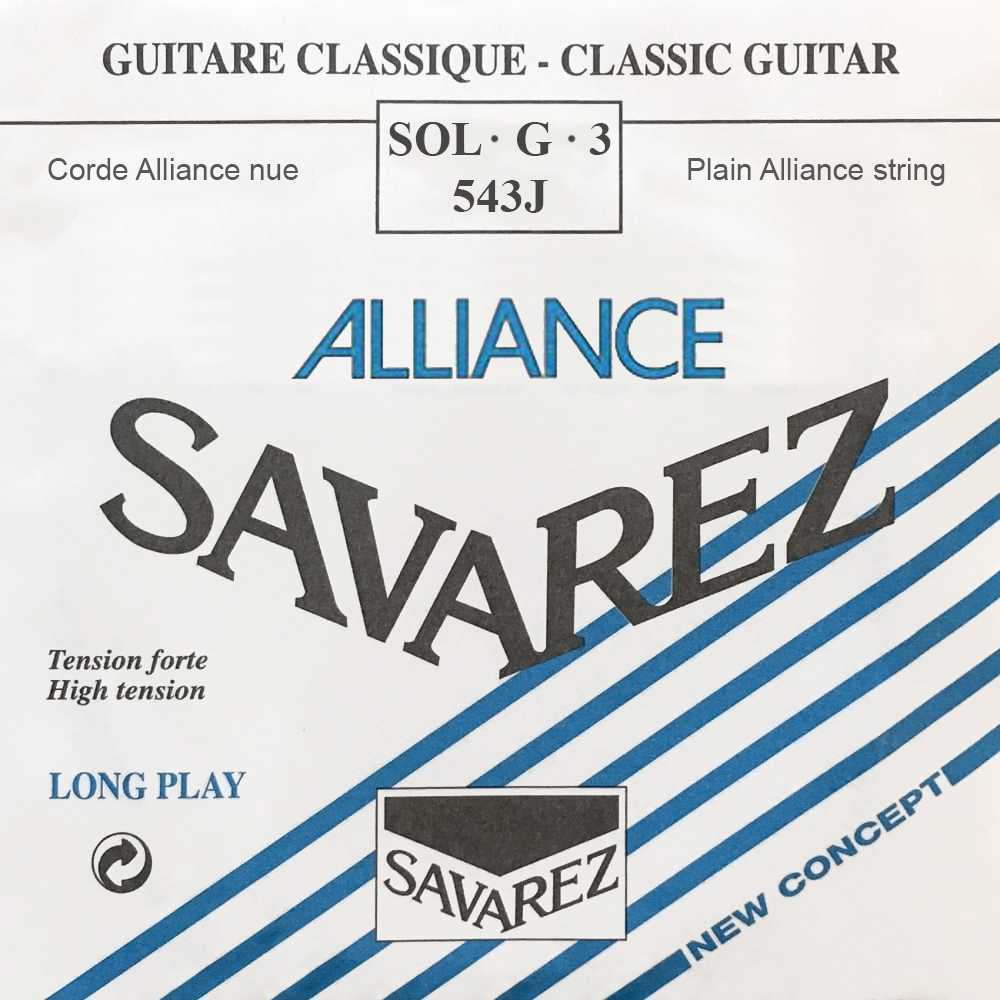 GUITARE CLASSIQUE - CLASSIC GUITAR
SOL · G · 3
543J
Corde Alliance nue
Plain Alliance string
ALLIANCE
SAVAREZ
Tension forte
High tension
LONG PLAY
SAVAREZ
NEW CONCEPT!